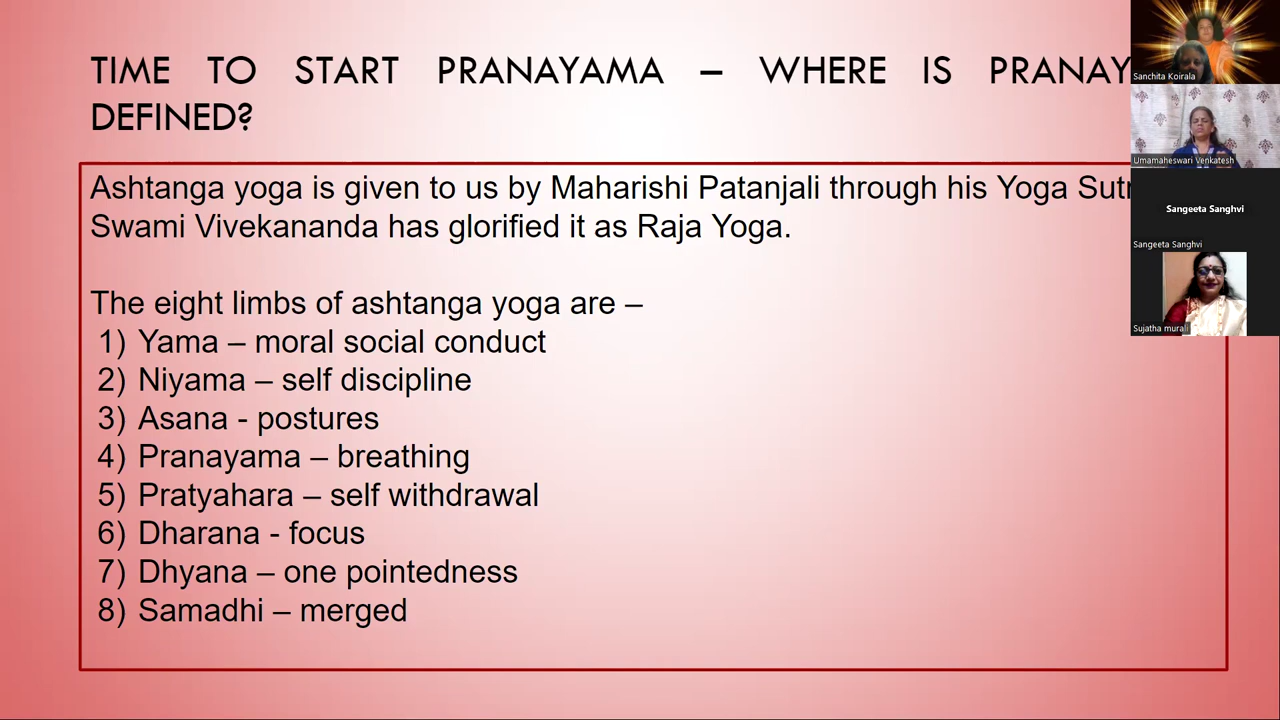 TIME TO START PRANAYAMA – WHERE IS PRANAY
DEFINED?
Ashtanga yoga is given to us by Maharishi Patanjali through his Yoga Sutr
Swami Vivekananda has glorified it as Raja Yoga.
The eight limbs of ashtanga yoga are –
1) Yama – moral social conduct
2) Niyama – self discipline
3) Asana - postures
4) Pranayama – breathing
5) Pratyahara – self withdrawal
6) Dharana - focus
7) Dhyana – one pointedness
8) Samadhi – merged
Sanchita Koirala
Umamaheswari Venkatesh
Sangeeta Sanghvi
Sangeeta Sanghvi
Sujatha murali